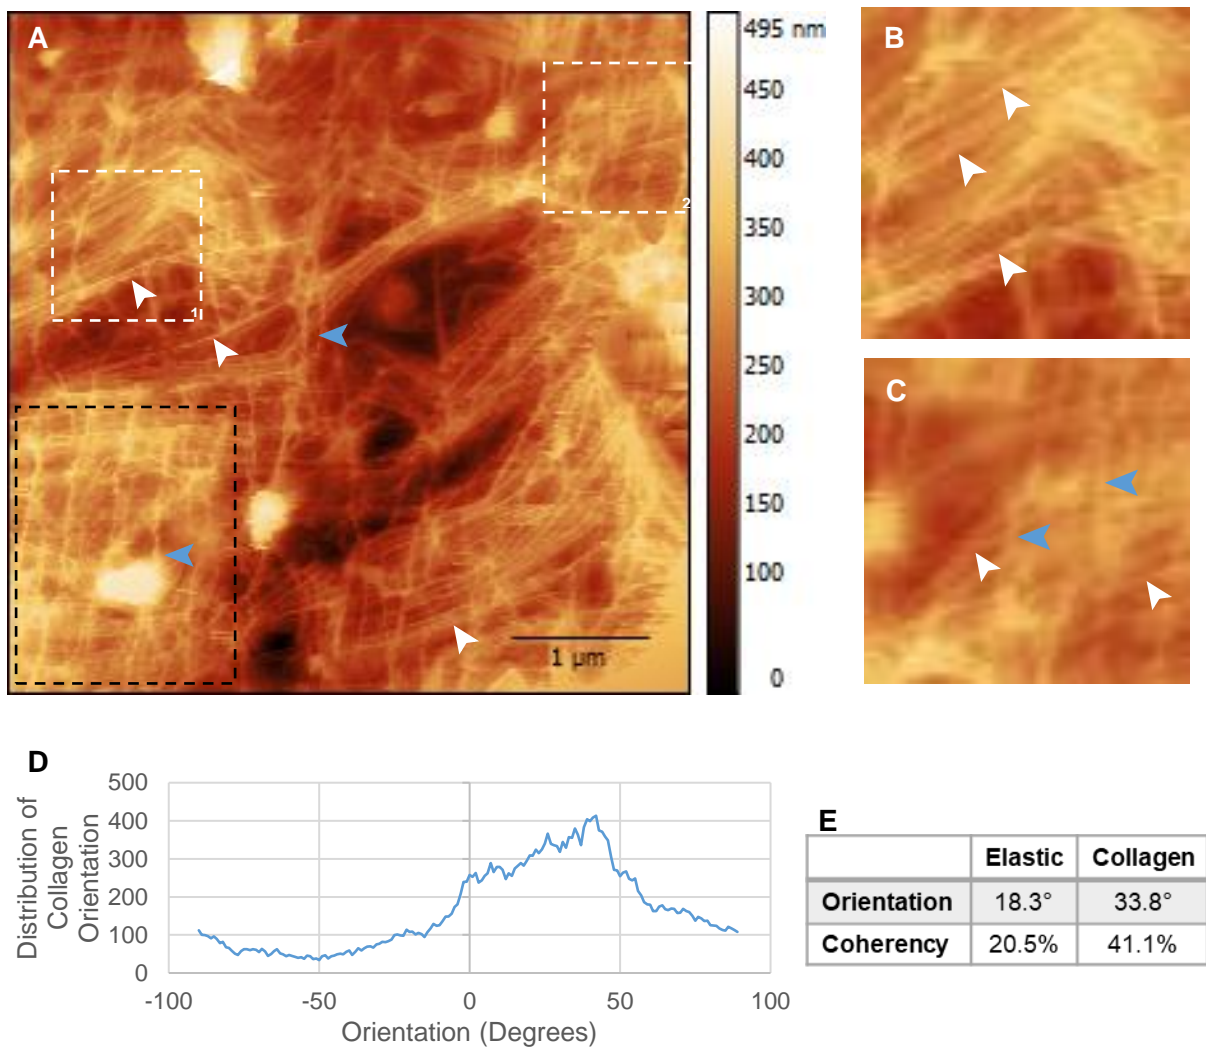 A
1
2
1 µm
495 nm
450
400
350
300
250
200
150
100
0
B
C
D
Distribution of
Collagen
Orientation
500
400
300
200
100
0
-100
-50
0
50
100
Orientation (Degrees)
E
Elastic Collagen
Orientation 18.3° 33.8°
Coherency 20.5% 41.1%